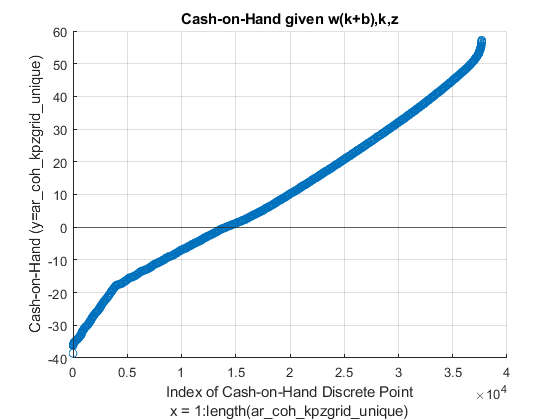 Cash-on-Hand given w(k+b),k,z
Cash-on-Hand (y=ar_coh_kpzgrid_unique)
60
50
40
30
20
10
0
-10
-20
-30
-40
0 0.5 1 1.5 2 2.5 3 3.5 4
×10^4
Index of Cash-on-Hand Discrete Point
x = 1:length(ar_coh_kpzgrid_unique)